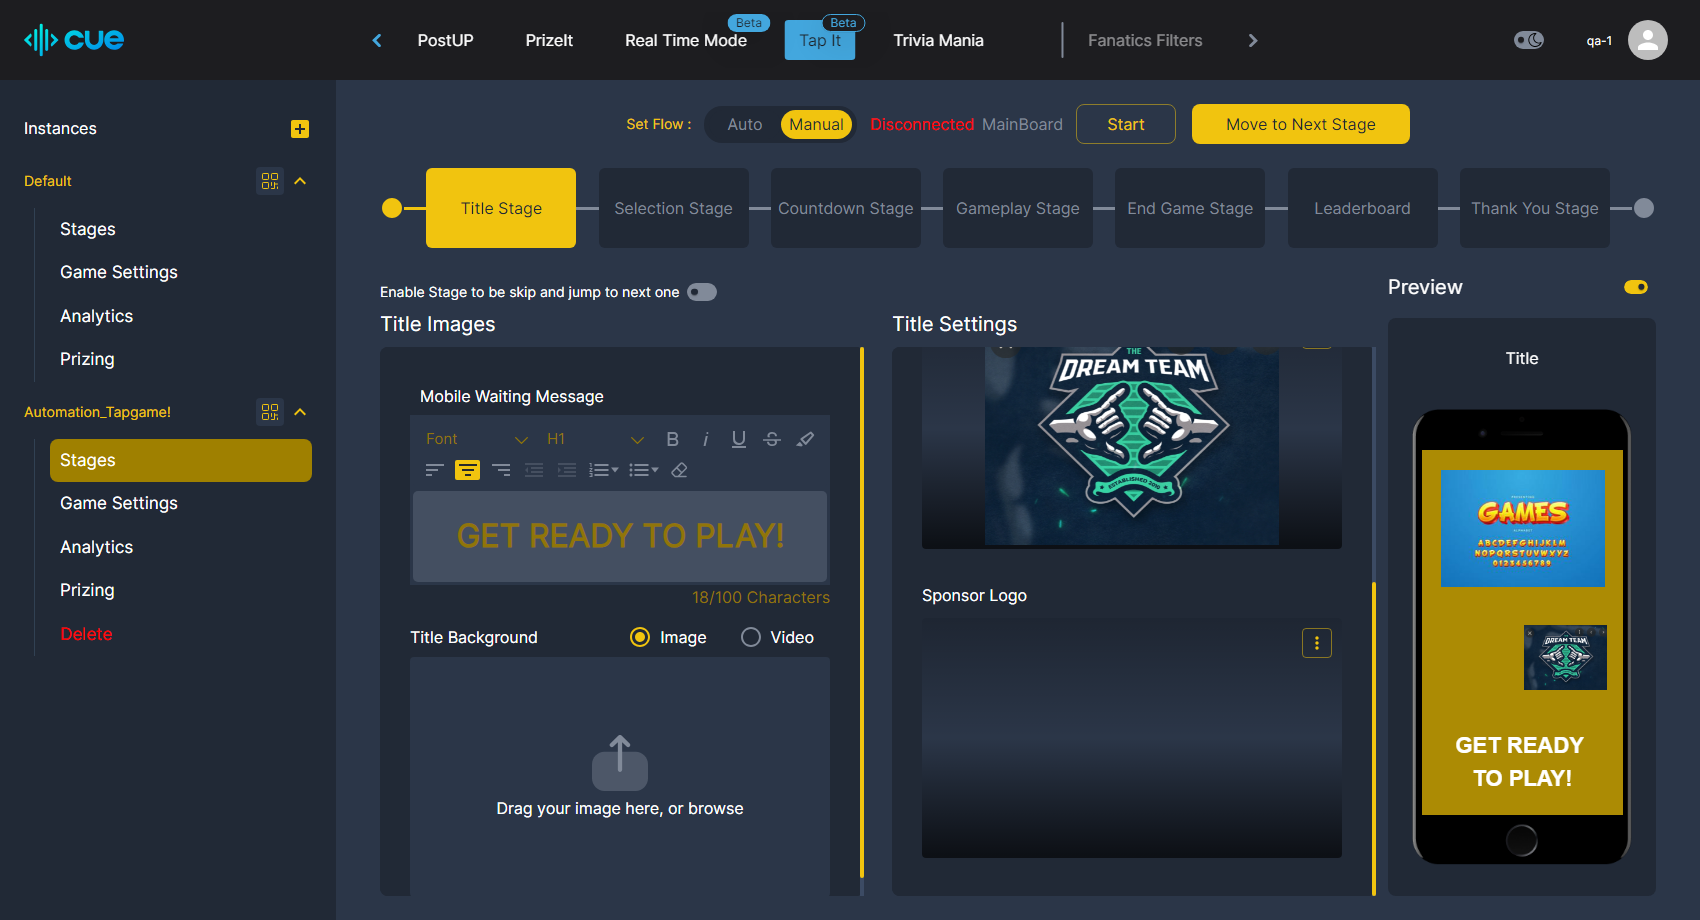 cue
PostUP
PrizeIt
Real Time Mode
Beta
Tap It
Beta
Trivia Mania
Fanatics Filters
qa-1
Instances
Default
Stages
Game Settings
Analytics
Prizing
Automation_Tapgame!
Stages
Game Settings
Analytics
Prizing
Delete
Set Flow :
Auto
Manual
Disconnected MainBoard
Start
Move to Next Stage
Title Stage
Selection Stage
Countdown Stage
Gameplay Stage
End Game Stage
Leaderboard
Thank You Stage
Enable Stage to be skip and jump to next one
Title Images
Mobile Waiting Message
Font
H1
B i U S
GET READY TO PLAY!
18/100 Characters
Title Background
Image
Video
Drag your image here, or browse
Title Settings
THE
DREAM TEAM
ESTABLISHED 2010
Sponsor Logo
Preview
Title
GAMES
ALPHABET
ABCDEFGHIJKLM
NOPQRSTUVWXYZ
0123456789
DREAM TEAM
GET READY
TO PLAY!